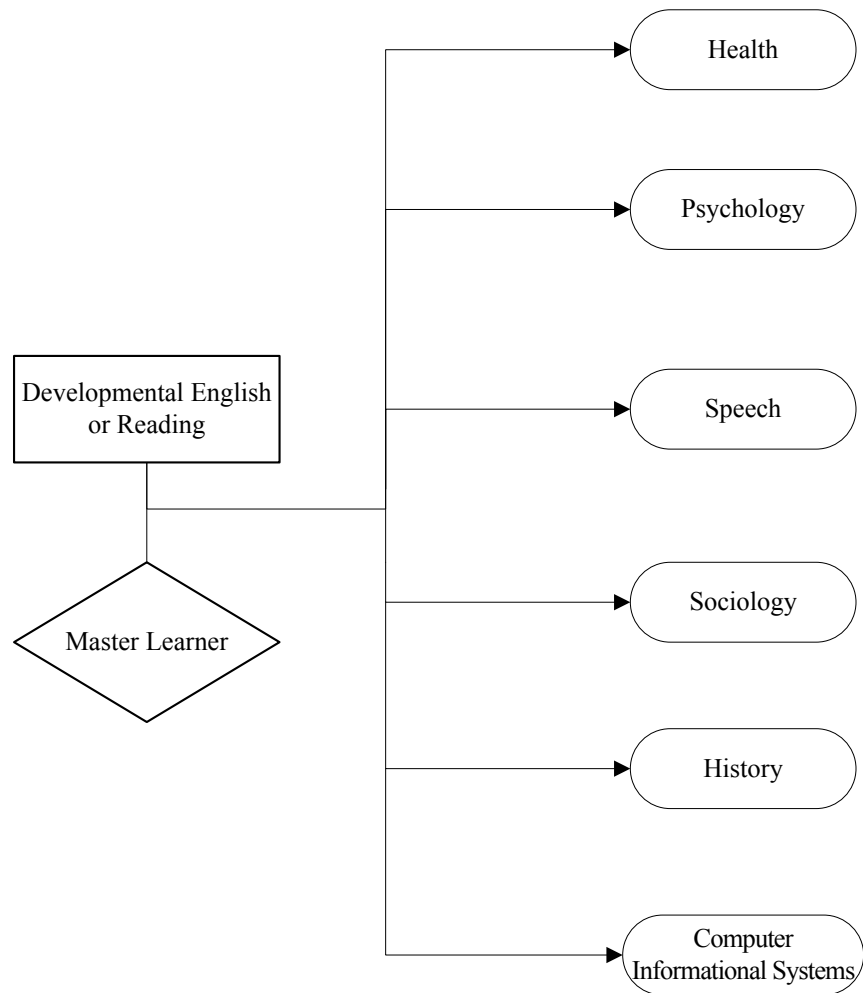 Health
Psychology
Developmental English
or Reading
Speech
Master Learner
Sociology
History
Computer
Informational Systems